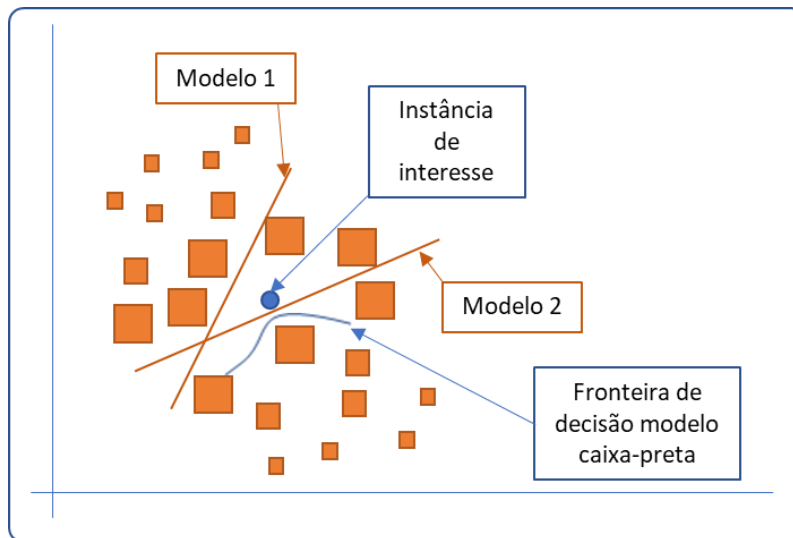 Modelo 1
Instância
de
interesse
Modelo 2
Fronteira de
decisão modelo
caixa-preta